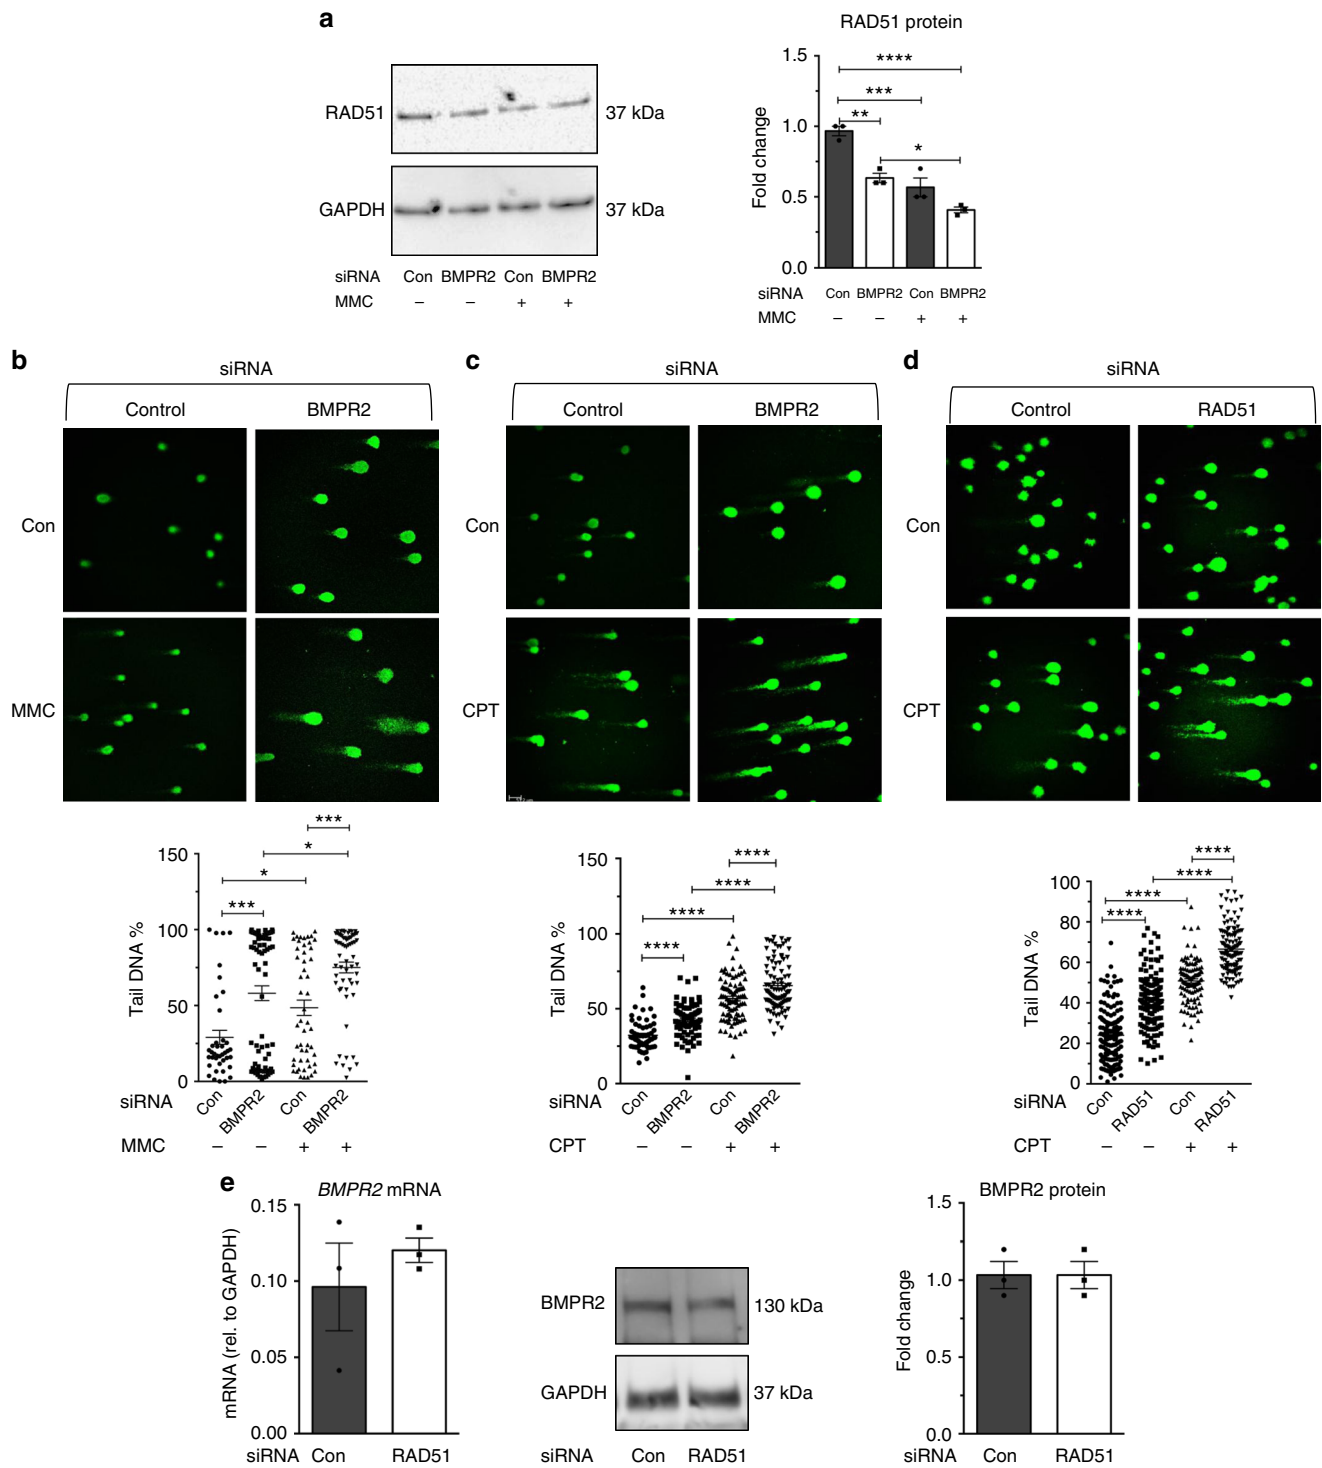 a
RAD51
37 kDa
GAPDH
37 kDa
siRNA Con BMPR2 Con BMPR2
MMC – – + +
RAD51 protein
Fold change
1.5
1.0
0.5
0.0
****
***
**
*
siRNA Con BMPR2 Con BMPR2
MMC – – + +
b
siRNA
Control BMPR2
Con
MMC
Tail DNA %
150
100
50
0
***
*
*
***
siRNA Con BMPR2 Con BMPR2
MMC – – + +
c
siRNA
Control BMPR2
Con
CPT
Tail DNA %
150
100
50
0
****
****
****
****
siRNA Con BMPR2 Con BMPR2
CPT – – + +
d
siRNA
Control RAD51
Con
CPT
Tail DNA %
100
80
60
40
20
0
****
****
****
****
siRNA Con RAD51 Con RAD51
CPT – – + +
e
BMPR2 mRNA
mRNA (rel. to GAPDH)
0.15
0.10
0.05
0.00
siRNA Con RAD51
BMPR2
130 kDa
GAPDH
37 kDa
siRNA Con RAD51
BMPR2 protein
Fold change
1.5
1.0
0.5
0.0
siRNA Con RAD51